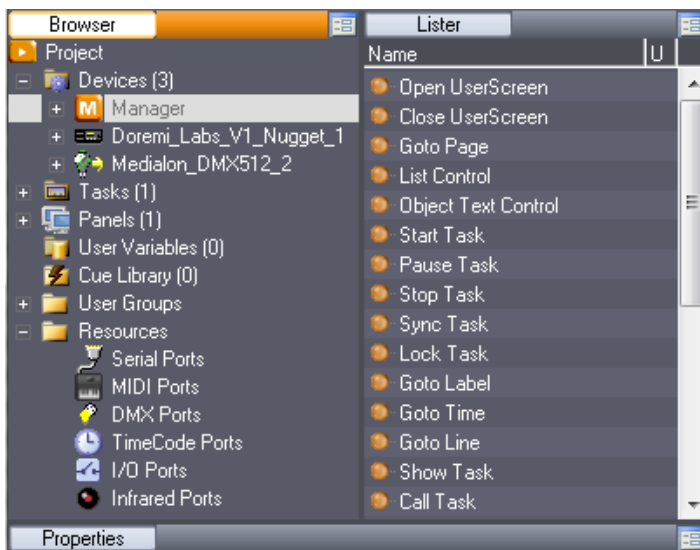 Browser
Project
Devices (3)
M Manager
Doremi_Labs_V1_Nugget_1
Medialon_DMX512_2
Tasks (1)
Panels (1)
User Variables (0)
Cue Library (0)
User Groups
Resources
Serial Ports
MIDI Ports
DMX Ports
TimeCode Ports
I/O Ports
Infrared Ports
Lister
Name U
Open UserScreen
Close UserScreen
Goto Page
List Control
Object Text Control
Start Task
Pause Task
Stop Task
Sync Task
Lock Task
Goto Label
Goto Time
Goto Line
Show Task
Call Task
Properties